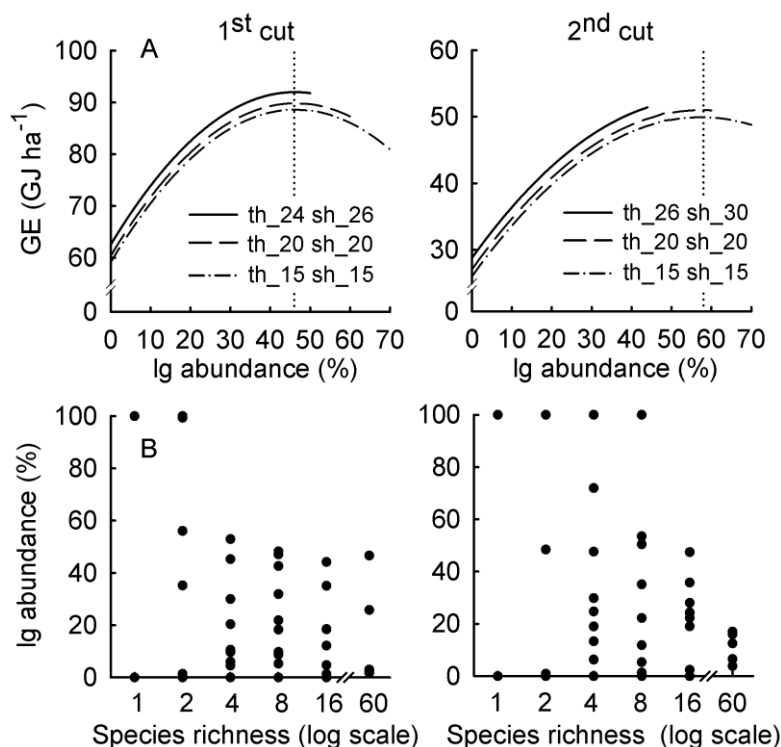 1st cut
2nd cut
A
GE (GJ ha-1)
100
90
80
70
60
0
th_24 sh_26
th_20 sh_20
th_15 sh_15
0 10 20 30 40 50 60 70
lg abundance (%)
60
50
40
30
0
th_26 sh_30
th_20 sh_20
th_15 sh_15
0 10 20 30 40 50 60 70
lg abundance (%)
B
lg abundance (%)
100
80
60
40
20
0
1 2 4 8 16 60
Species richness (log scale)
100
80
60
40
20
0
1 2 4 8 16 60
Species richness (log scale)